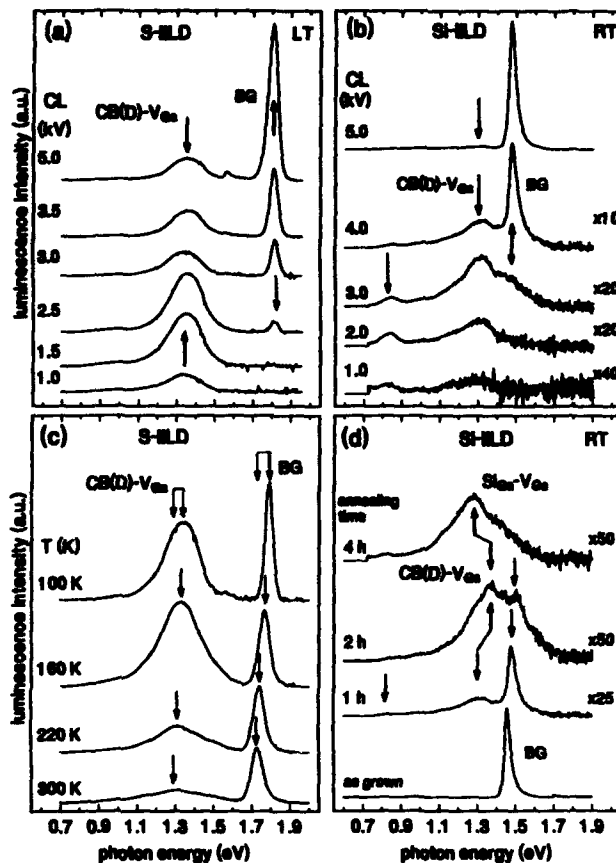 (a) S-IILD LT
CL
(kV)
CB(D)-VGa
BG
5.0
3.5
3.0
2.5
1.5
1.0
luminescence intensity (a.u.)
(b) Si-IILD RT
CL
(kV)
5.0
CB(D)-VGa
BG
4.0 x10
3.0 x20
2.0 x20
1.0 x40
(c) S-IILD
CB(D)-VGa
BG
T (K)
100 K
160 K
220 K
300 K
luminescence intensity (a.u.)
0.7 0.9 1.1 1.3 1.5 1.7 1.9
photon energy (eV)
(d) Si-IILD RT
SiGa-VGa
annealing
time
4 h x50
CB(D)-VGa
2 h x50
1 h x25
BG
as grown
0.7 0.9 1.1 1.3 1.5 1.7 1.9
photon energy (eV)